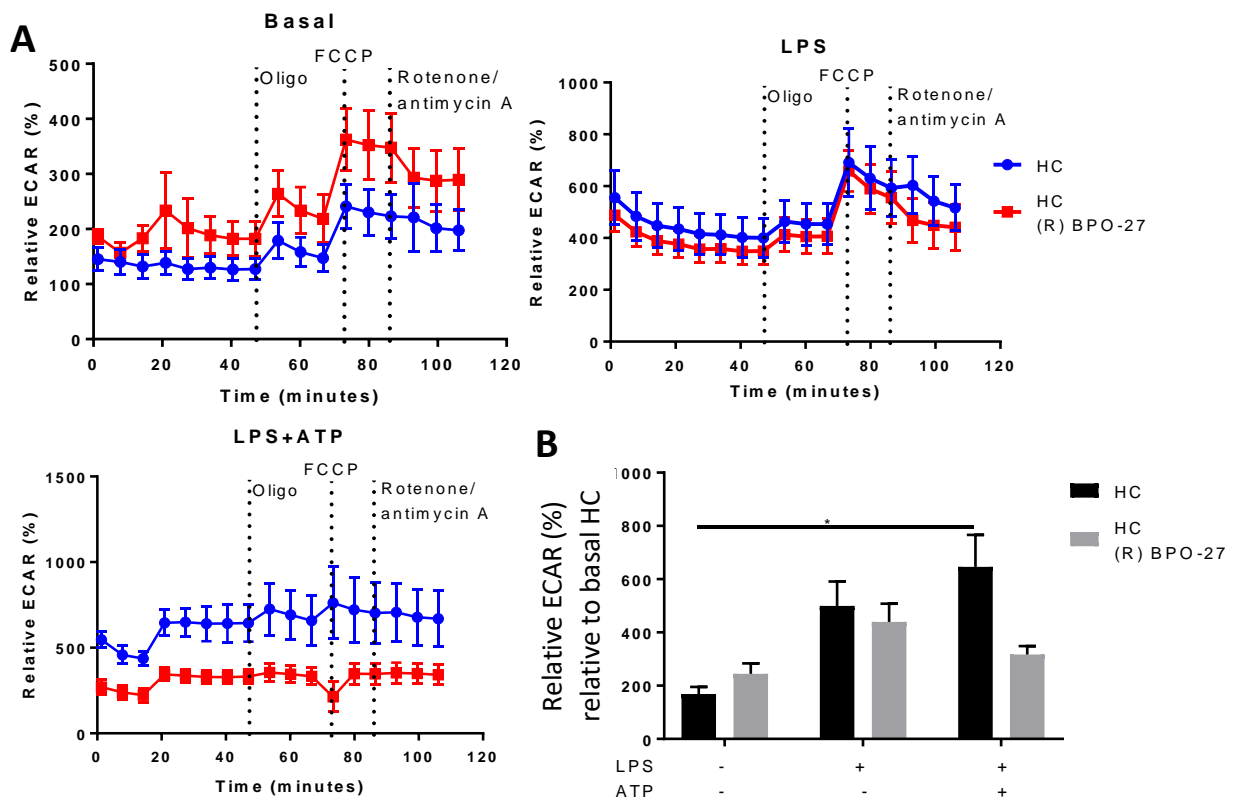 A
Basal
Relative ECAR (%)
500
400
300
200
100
0
Oligo
FCCP
Rotenone/
antimycin A
0 20 40 60 80 100 120
Time (minutes)
LPS
Relative ECAR (%)
1000
800
600
400
200
0
Oligo
FCCP
Rotenone/
antimycin A
0 20 40 60 80 100 120
Time (minutes)
HC
HC
(R) BPO-27
LPS+ATP
Relative ECAR (%)
1500
1000
500
0
Oligo
FCCP
Rotenone/
antimycin A
0 20 40 60 80 100 120
Time (minutes)
B
Relative ECAR (%)
relative to basal HC
1000
800
600
400
200
0
*
HC
HC
(R) BPO-27
LPS - + +
ATP - - +